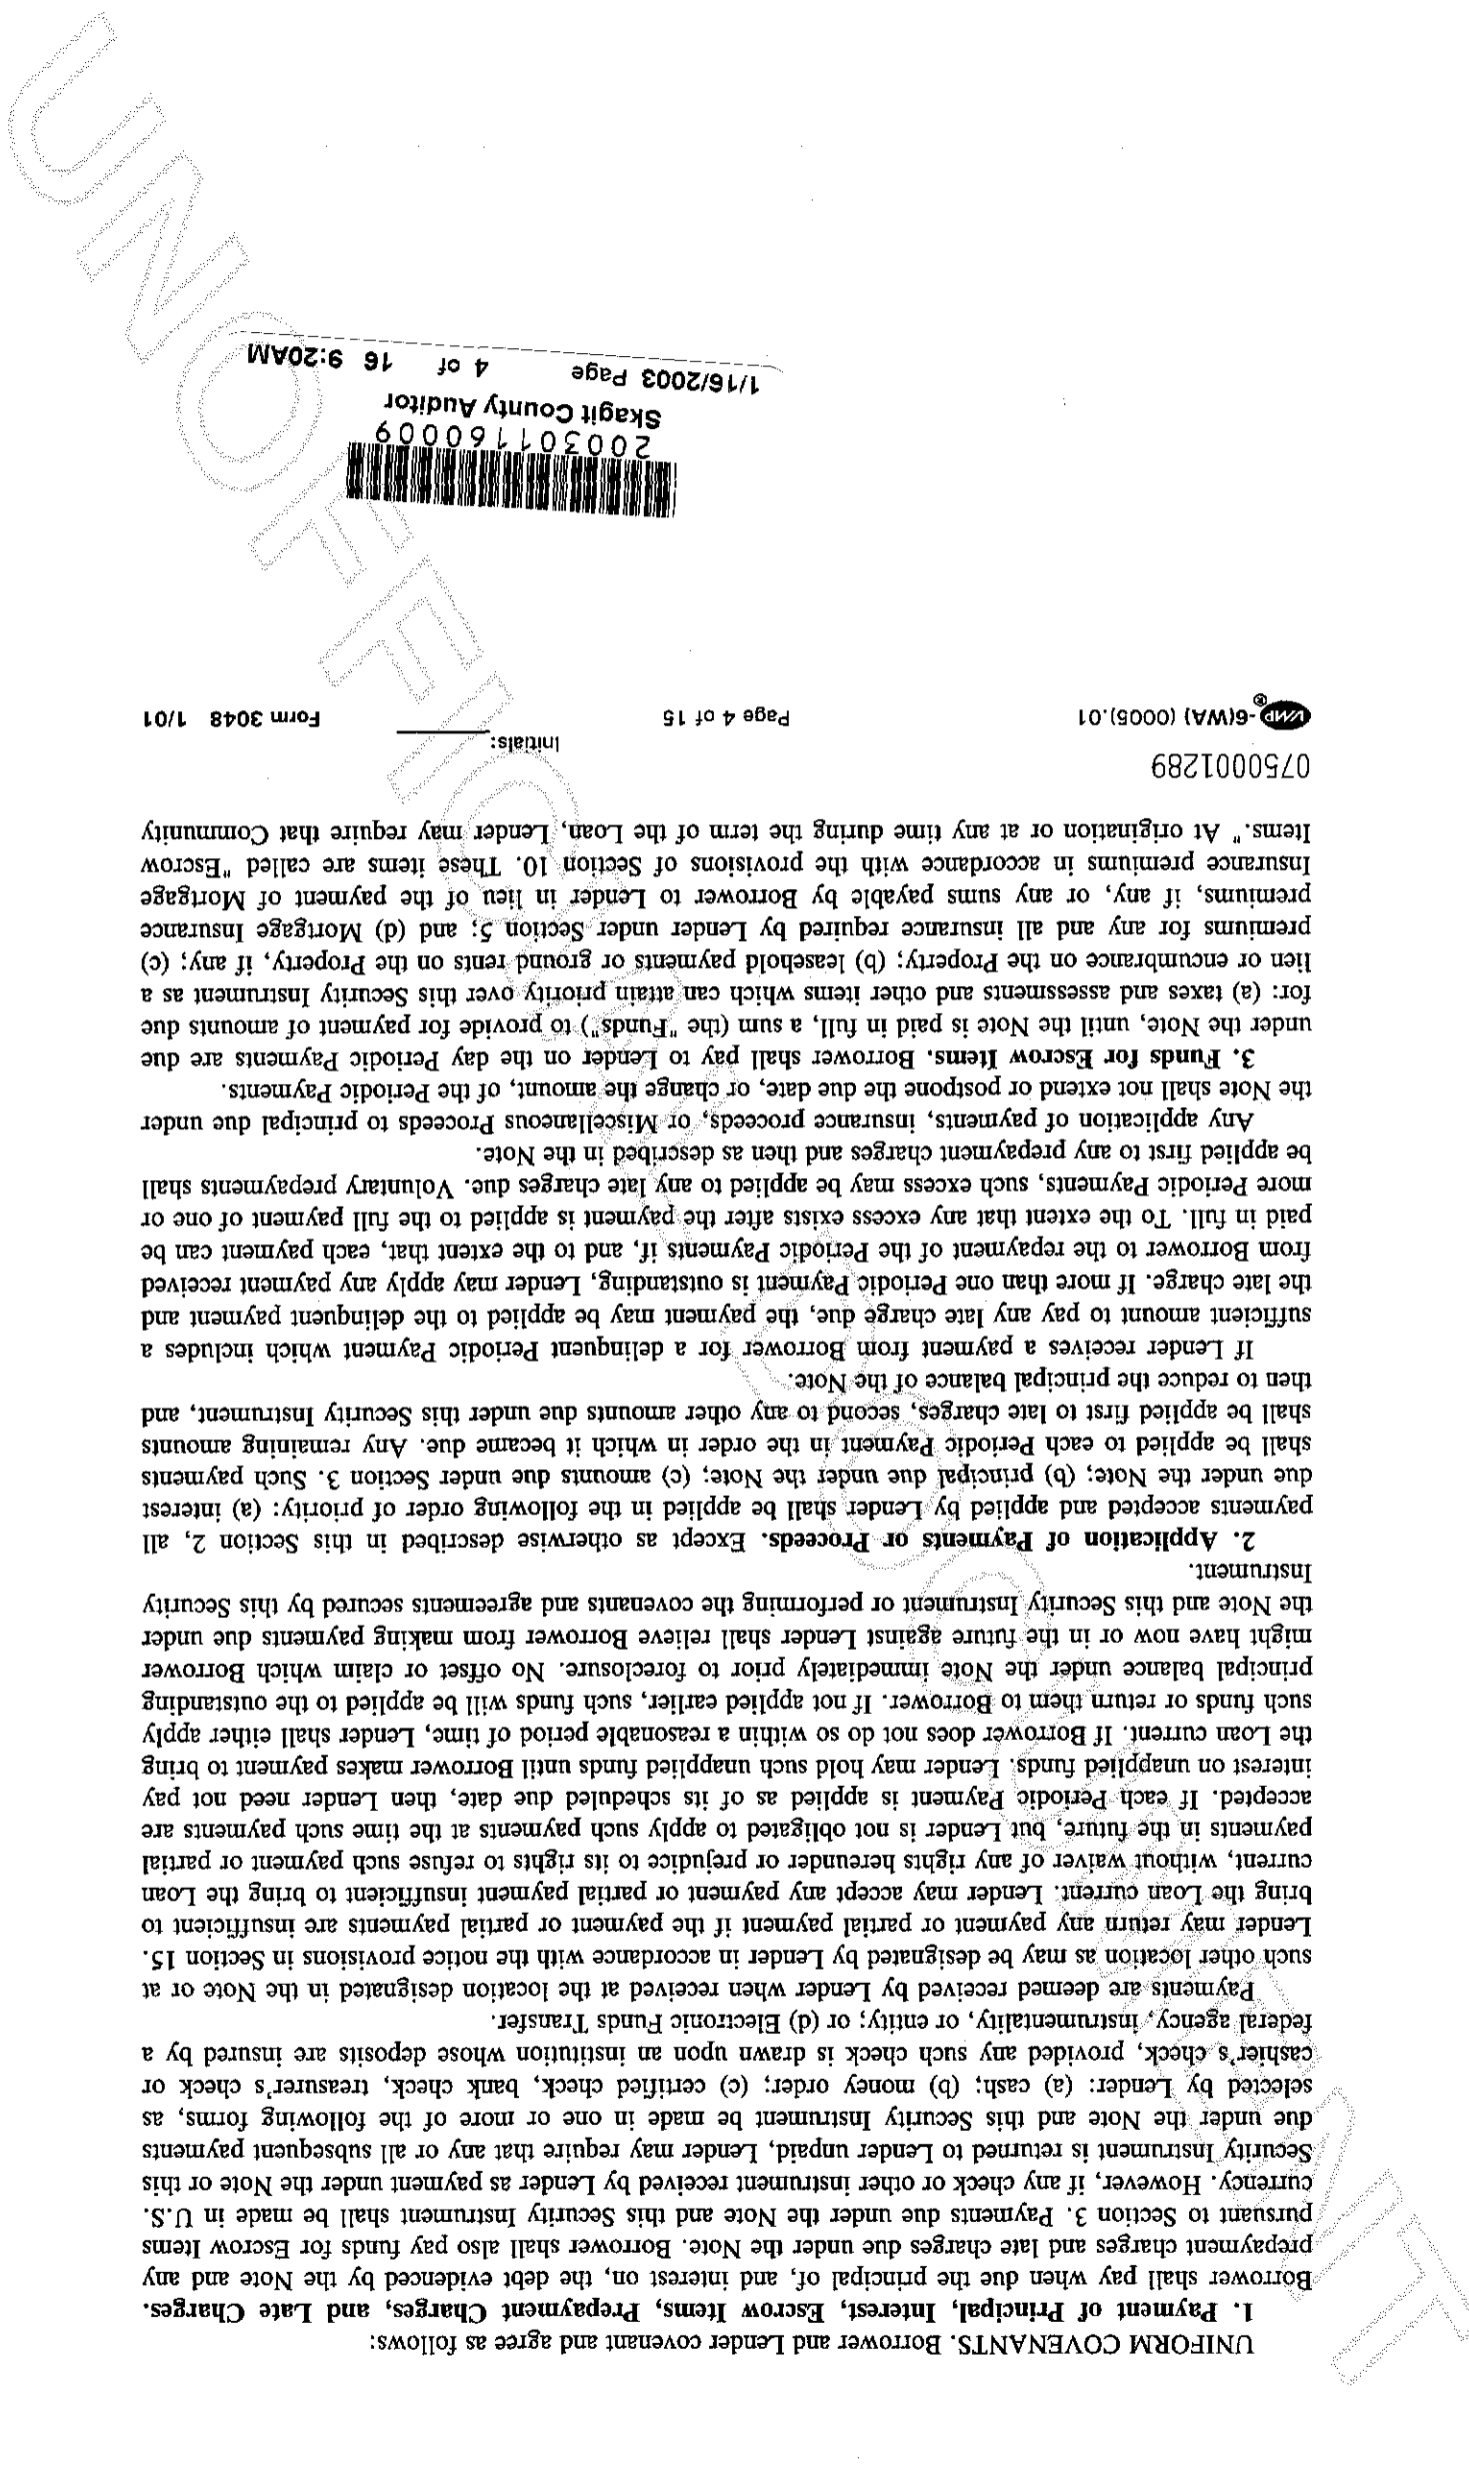 UNIFORM COVENANTS. Borrower and Lender covenant and agree as follows:
1. Payment of Principal, Interest, Escrow Items, Prepayment Charges, and Late Charges.
Borrower shall pay when due the principal of, and interest on, the debt evidenced by the Note and any
prepayment charges and late charges due under the Note. Borrower shall also pay funds for Escrow Items
pursuant to Section 3. Payments due under the Note and this Security Instrument shall be made in U.S.
currency. However, if any check or other instrument received by Lender as payment under the Note or this
Security Instrument is returned to Lender unpaid, Lender may require that any or all subsequent payments
due under the Note and this Security Instrument be made in one or more of the following forms, as
selected by Lender: (a) cash; (b) money order; (c) certified check, bank check, treasurer's check or
cashier's check, provided any such check is drawn upon an institution whose deposits are insured by a
federal agency, instrumentality, or entity; or (d) Electronic Funds Transfer.
Payments are deemed received by Lender when received at the location designated in the Note or at
such other location as may be designated by Lender in accordance with the notice provisions in Section 15.
Lender may return any payment or partial payment if the payment or partial payments are insufficient to
bring the Loan current. Lender may accept any payment or partial payment insufficient to bring the Loan
current, without waiver of any rights hereunder or prejudice to its rights to refuse such payment or partial
payments in the future, but Lender is not obligated to apply such payments at the time such payments are
accepted. If each Periodic Payment is applied as of its scheduled due date, then Lender need not pay
interest on unapplied funds. Lender may hold such unapplied funds until Borrower makes payment to bring
the Loan current. If Borrower does not do so within a reasonable period of time, Lender shall either apply
such funds or return them to Borrower. If not applied earlier, such funds will be applied to the outstanding
principal balance under the Note immediately prior to foreclosure. No offset or claim which Borrower
might have now or in the future against Lender shall relieve Borrower from making payments due under
the Note and this Security Instrument or performing the covenants and agreements secured by this Security
Instrument.
2. Application of Payments or Proceeds. Except as otherwise described in this Section 2, all
payments accepted and applied by Lender shall be applied in the following order of priority: (a) interest
due under the Note; (b) principal due under the Note; (c) amounts due under Section 3. Such payments
shall be applied to each Periodic Payment in the order in which it became due. Any remaining amounts
shall be applied first to late charges, second to any other amounts due under this Security Instrument, and
then to reduce the principal balance of the Note.
If Lender receives a payment from Borrower for a delinquent Periodic Payment which includes a
sufficient amount to pay any late charge due, the payment may be applied to the delinquent payment and
the late charge. If more than one Periodic Payment is outstanding, Lender may apply any payment received
from Borrower to the repayment of the Periodic Payments if, and to the extent that, each payment can be
paid in full. To the extent that any excess exists after the payment is applied to the full payment of one or
more Periodic Payments, such excess may be applied to any late charges due. Voluntary prepayments shall
be applied first to any prepayment charges and then as described in the Note.
Any application of payments, insurance proceeds, or Miscellaneous Proceeds to principal due under
the Note shall not extend or postpone the due date, or change the amount, of the Periodic Payments.
3. Funds for Escrow Items. Borrower shall pay to Lender on the day Periodic Payments are due
under the Note, until the Note is paid in full, a sum (the "Funds") to provide for payment of amounts due
for: (a) taxes and assessments and other items which can attain priority over this Security Instrument as a
lien or encumbrance on the Property; (b) leasehold payments or ground rents on the Property, if any; (c)
premiums for any and all insurance required by Lender under Section 5; and (d) Mortgage Insurance
premiums, if any, or any sums payable by Borrower to Lender in lieu of the payment of Mortgage
Insurance premiums in accordance with the provisions of Section 10. These items are called "Escrow
Items." At origination or at any time during the term of the Loan, Lender may require that Community
0750001289
Initials:
VMP®-6(WA) (0005).01 Page 4 of 15 Form 3048 1/01
200301160009
Skagit County Auditor
1/16/2003 Page 4 of 16 9:20AM
UNOFFICIAL DOCUMENT